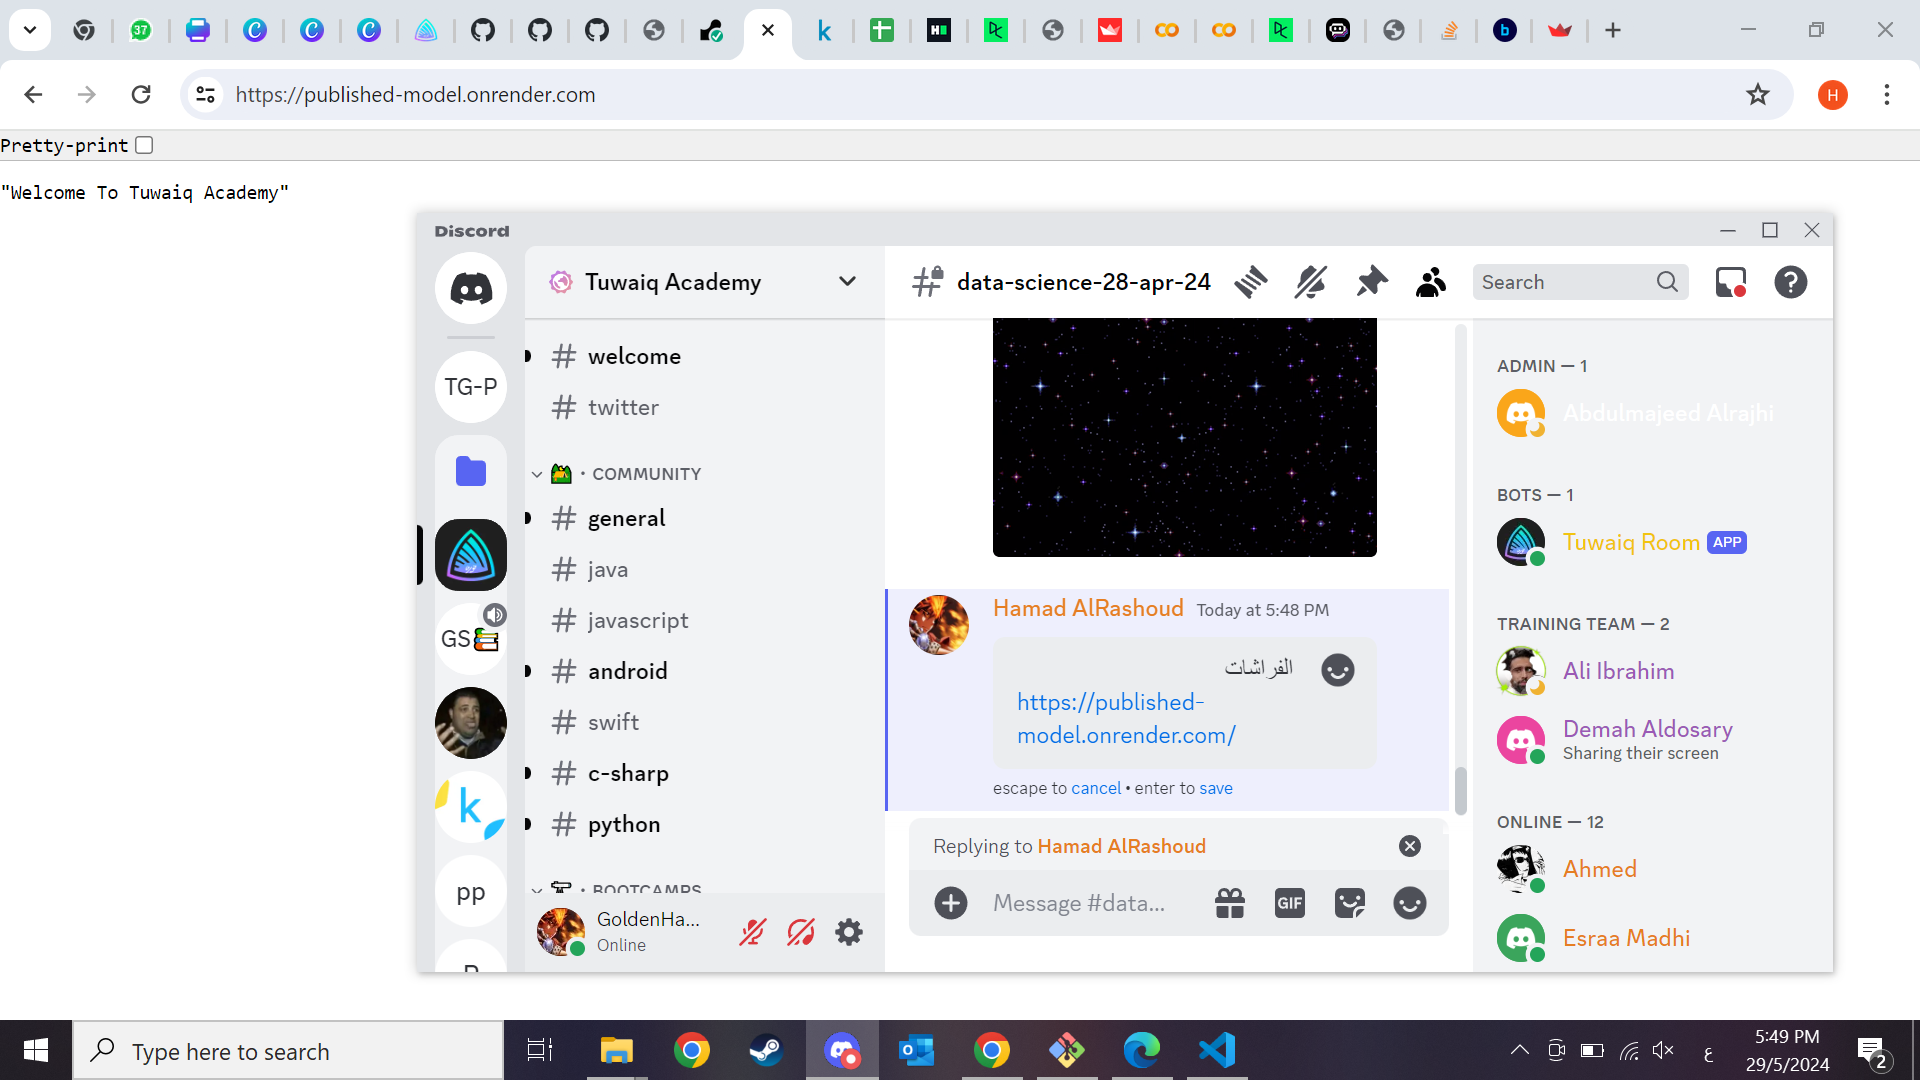 37
https://published-model.onrender.com
H
Pretty-print
"Welcome To Tuwaiq Academy"
Discord
Tuwaiq Academy
data-science-28-apr-24
Search
TG-P
GS
k
pp
welcome
twitter
COMMUNITY
general
java
javascript
android
swift
c-sharp
python
BOOTCAMPS
GoldenHa...
Online
Hamad AlRashoud Today at 5:48 PM
الفراشات
https://published-
model.onrender.com/
escape to cancel • enter to save
Replying to Hamad AlRashoud
Message #data...
GIF
ADMIN — 1
Abdulmajeed Alrajhi
BOTS — 1
Tuwaiq Room APP
TRAINING TEAM — 2
Ali Ibrahim
Demah Aldosary
Sharing their screen
ONLINE — 12
Ahmed
Esraa Madhi
Type here to search
ع
5:49 PM
29/5/2024
2